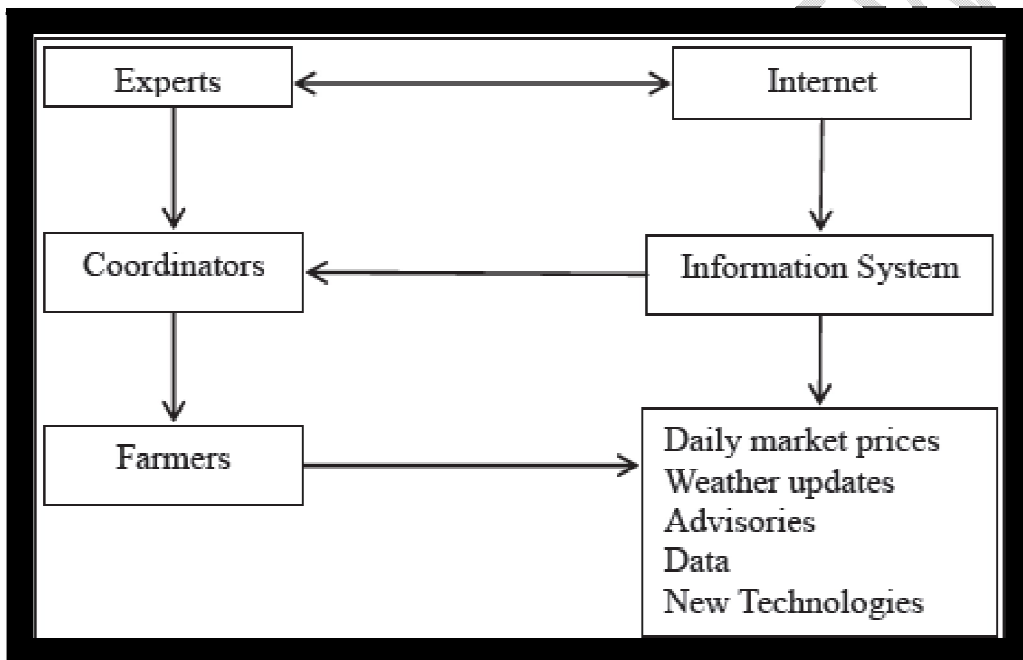 Experts
Internet
Coordinators
Information System
Farmers
Daily market prices
Weather updates
Advisories
Data
New Technologies